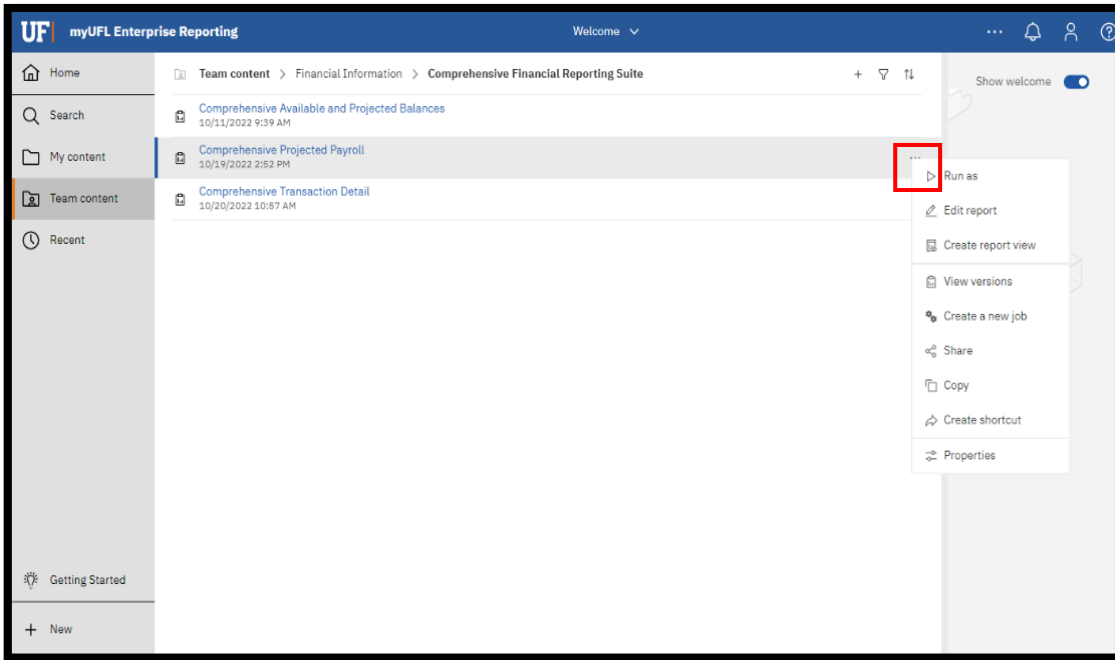 UF myUFL Enterprise Reporting Welcome
Home
Search
My content
Team content
Recent
Getting Started
New
Team content > Financial Information > Comprehensive Financial Reporting Suite
Comprehensive Available and Projected Balances
10/11/2022 9:39 AM
Comprehensive Projected Payroll
10/19/2022 2:52 PM
Comprehensive Transaction Detail
10/20/2022 10:57 AM
Show welcome
Run as
Edit report
Create report view
View versions
Create a new job
Share
Copy
Create shortcut
Properties